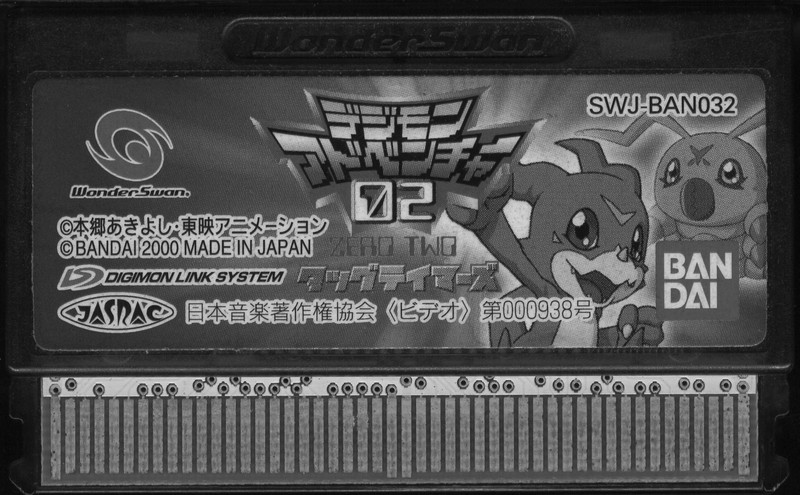 WonderSwan
SWJ-BAN032
デジモン
アドベンチャー
02
ZERO TWO
タッグテイマーズ
WonderSwan
©本郷あきよし・東映アニメーション
©BANDAI 2000 MADE IN JAPAN
DIGIMON LINK SYSTEM
JASRAC
日本音楽著作権協会〈ビデオ〉第000938号
BAN
DAI